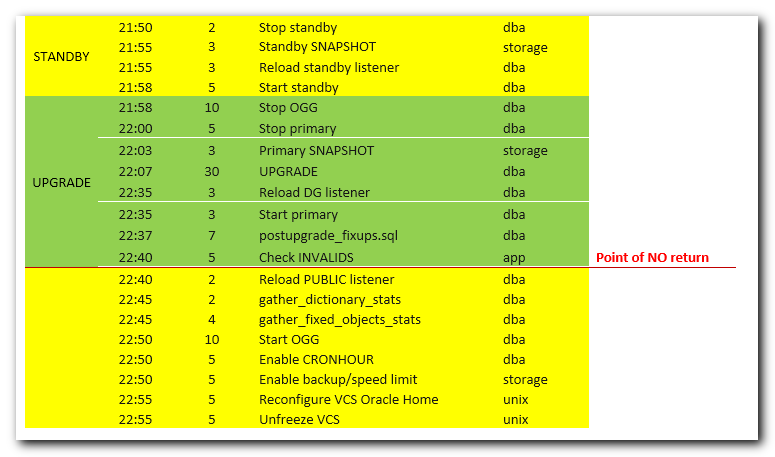 21:50 2 Stop standby dba
21:55 3 Standby SNAPSHOT storage
STANDBY
21:55 3 Reload standby listener dba
21:58 5 Start standby dba
21:58 10 Stop OGG dba
22:00 5 Stop primary dba
22:03 3 Primary SNAPSHOT storage
22:07 30 UPGRADE dba
UPGRADE
22:35 3 Reload DG listener dba
22:35 3 Start primary dba
22:37 7 postupgrade_fixups.sql dba
22:40 5 Check INVALIDS app Point of NO return
22:40 2 Reload PUBLIC listener dba
22:45 2 gather_dictionary_stats dba
22:45 4 gather_fixed_objects_stats dba
22:50 10 Start OGG dba
22:50 5 Enable CRONHOUR dba
22:50 5 Enable backup/speed limit storage
22:55 5 Reconfigure VCS Oracle Home unix
22:55 5 Unfreeze VCS unix